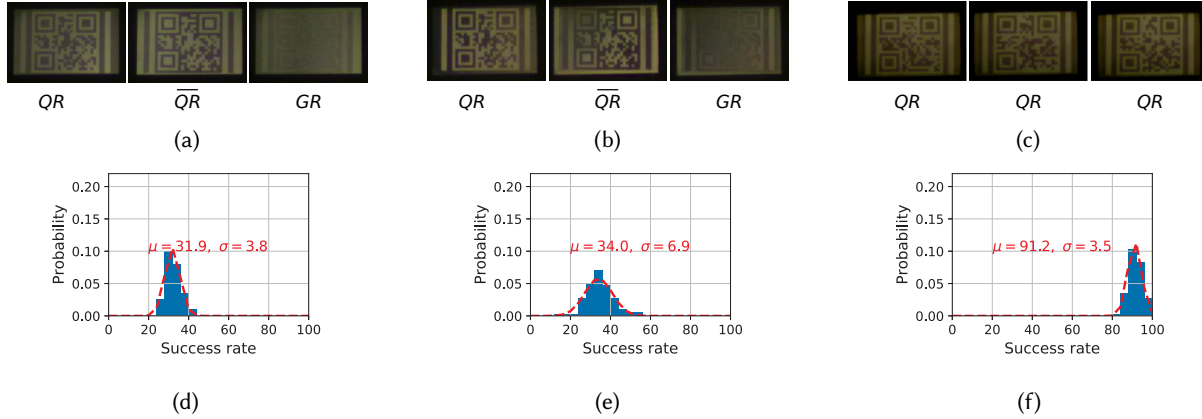 QR
Q̅R̅
GR
QR
Q̅R̅
GR
QR
QR
QR
(a)
(b)
(c)
0.20
0.15
0.10
0.05
0.00
Probability
μ = 31.9, σ = 3.8
0 20 40 60 80 100
Success rate
0.20
0.15
0.10
0.05
0.00
Probability
μ = 34.0, σ = 6.9
0 20 40 60 80 100
Success rate
0.20
0.15
0.10
0.05
0.00
Probability
μ = 91.2, σ = 3.5
0 20 40 60 80 100
Success rate
(d)
(e)
(f)